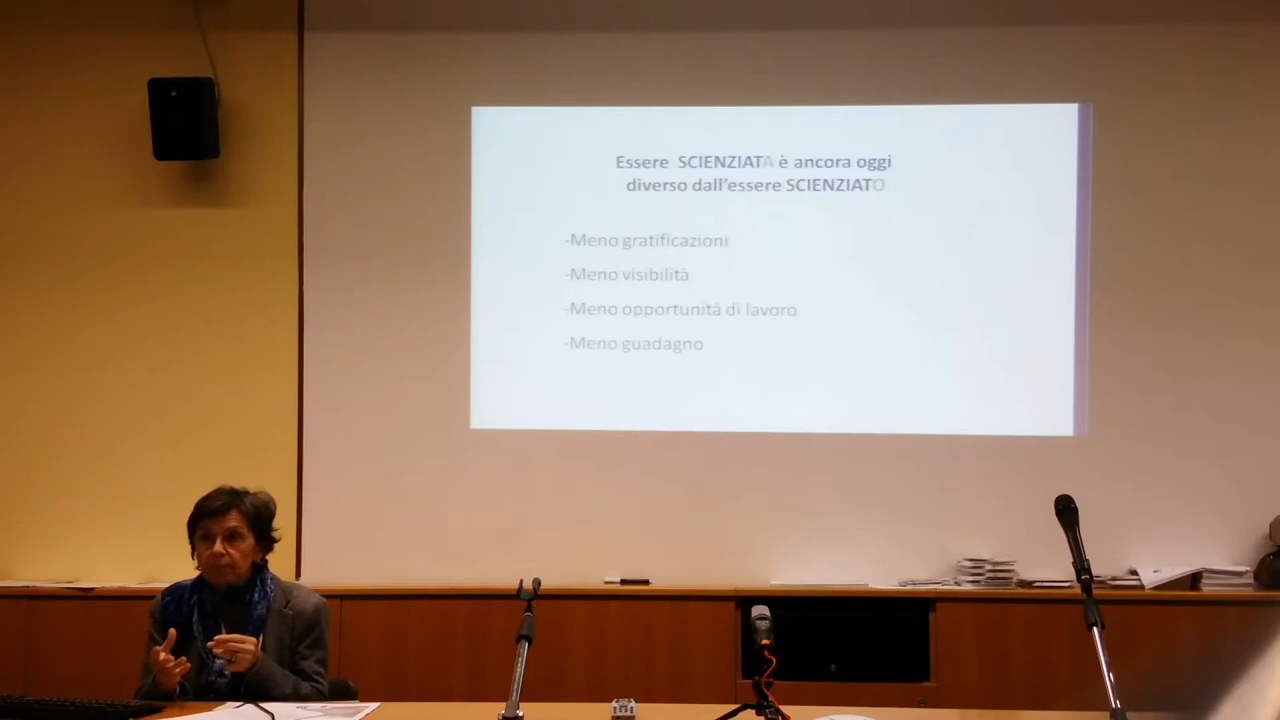 Essere SCIENZIATA è ancora oggi
diverso dall'essere SCIENZIATO
-Meno gratificazioni
-Meno visibilità
-Meno opportunità di lavoro
-Meno guadagno